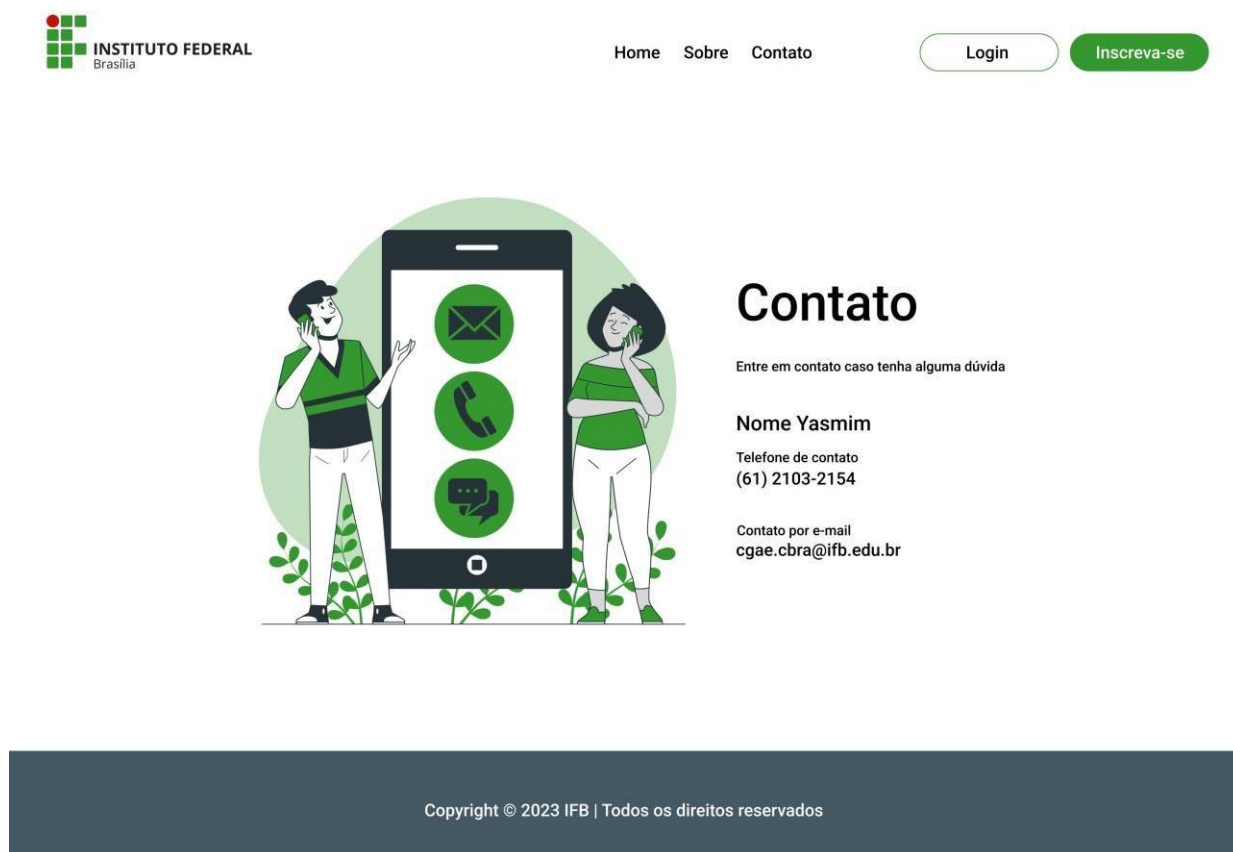 INSTITUTO FEDERAL
Brasília
Home Sobre Contato Login Inscreva-se
Contato
Entre em contato caso tenha alguma dúvida
Nome Yasmim
Telefone de contato
(61) 2103-2154
Contato por e-mail
cgae.cbra@ifb.edu.br
Copyright © 2023 IFB | Todos os direitos reservados